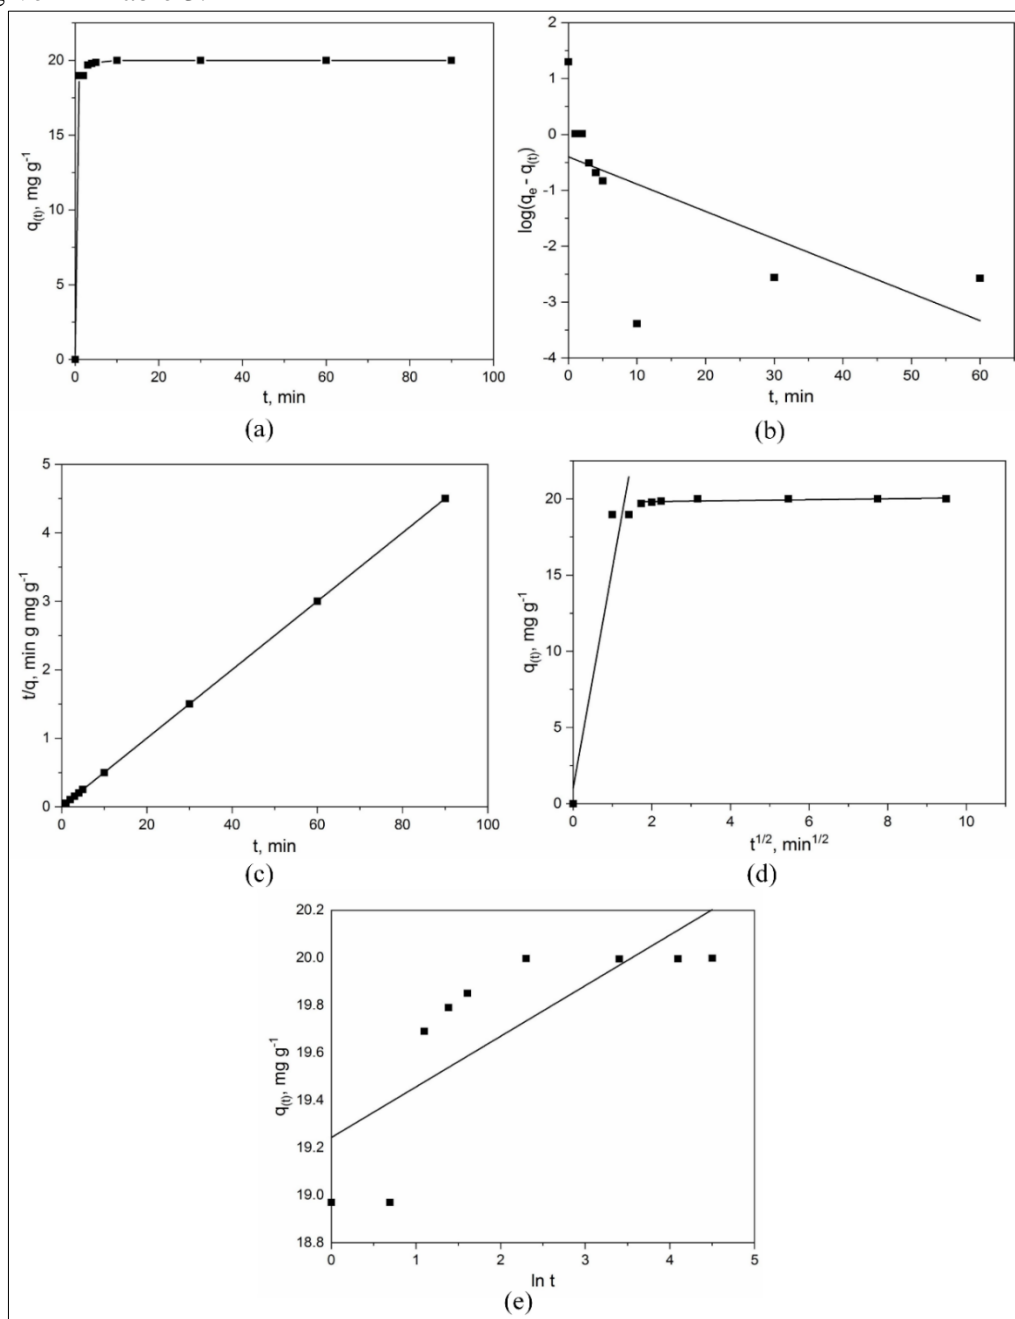 20
15
10
5
0
q(t), mg g-1
0 20 40 60 80 100
t, min
(a)
2
1
0
-1
-2
-3
-4
log(qe - q(t))
0 10 20 30 40 50 60
t, min
(b)
5
4
3
2
1
0
t/q, min g mg-1
0 20 40 60 80 100
t, min
(c)
20
15
10
5
0
q(t), mg g-1
0 2 4 6 8 10
t1/2, min1/2
(d)
20.2
20.0
19.8
19.6
19.4
19.2
19.0
18.8
q(t), mg g-1
0 1 2 3 4 5
ln t
(e)